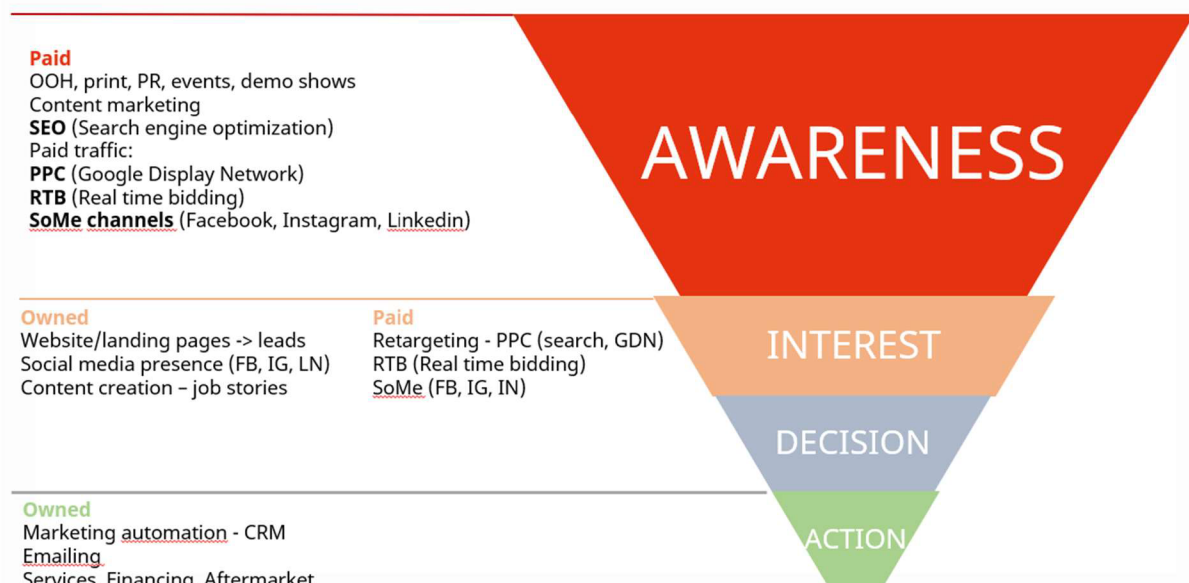 Paid
OOH, print, PR, events, demo shows
Content marketing
SEO (Search engine optimization)
Paid traffic:
PPC (Google Display Network)
RTB (Real time bidding)
SoMe channels (Facebook, Instagram, Linkedin)
AWARENESS
Owned
Website/landing pages -> leads
Social media presence (FB, IG, LN)
Content creation – job stories
Paid
Retargeting - PPC (search, GDN)
RTB (Real time bidding)
SoMe (FB, IG, IN)
INTEREST
DECISION
Owned
Marketing automation - CRM
Emailing
Services, Financing, Aftermarket
ACTION